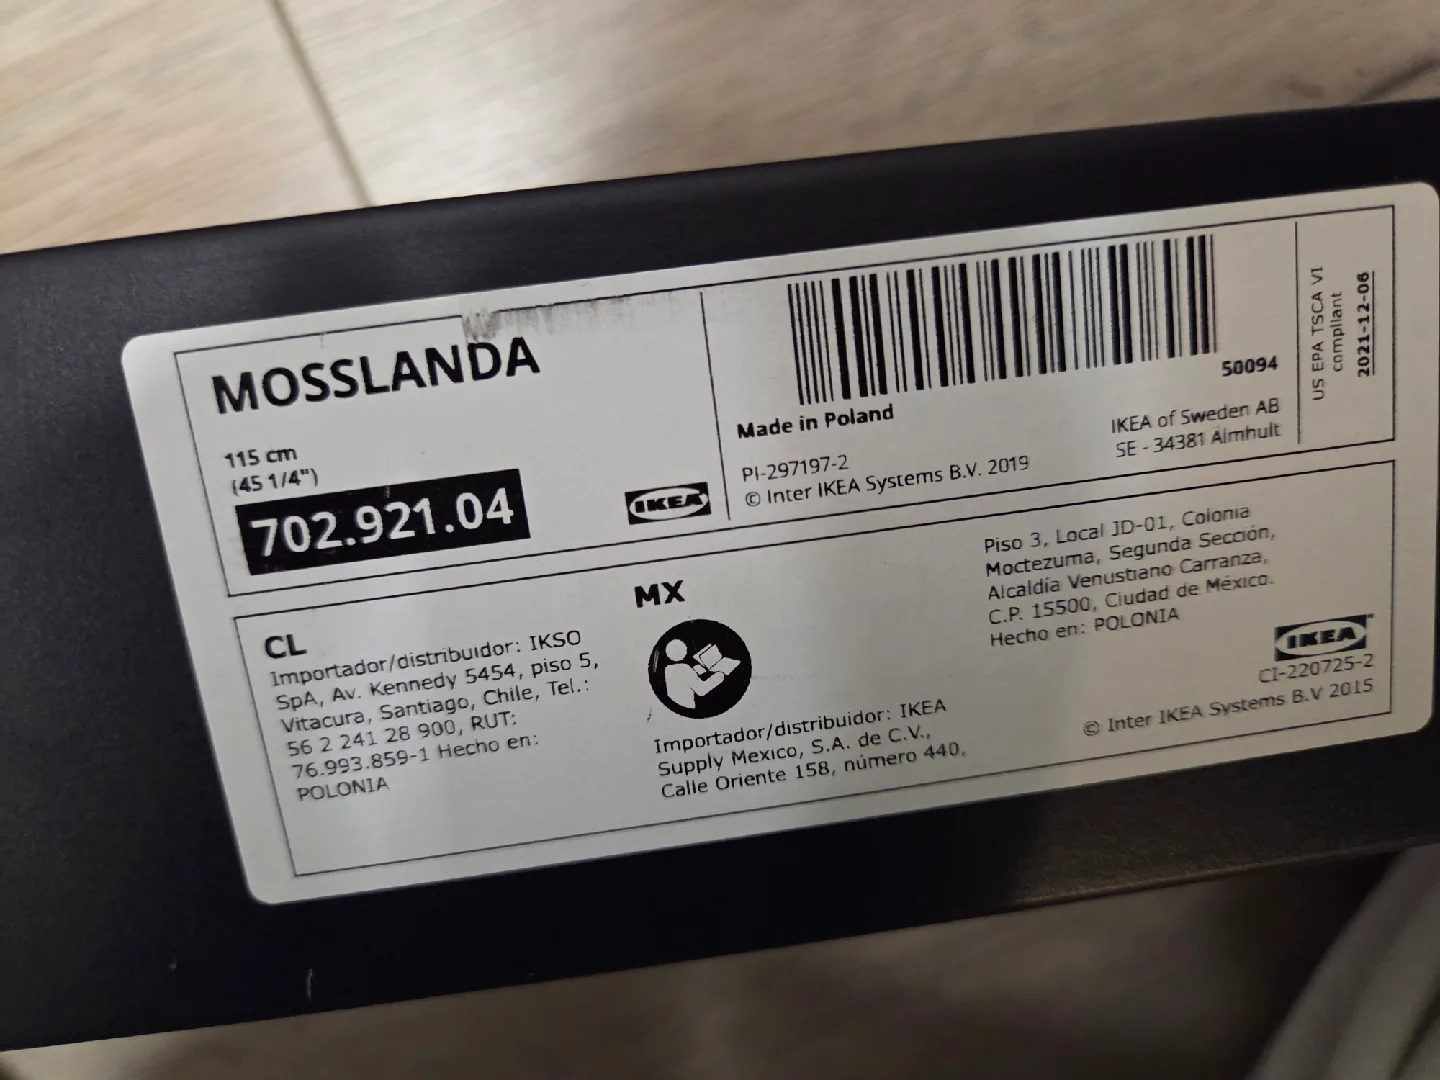 MOSSLANDA
115 cm
(45 1/4")
702.921.04
IKEA
50094
Made in Poland
PI-297197-2
© Inter IKEA Systems B.V. 2019
IKEA of Sweden AB
SE - 34381 Älmhult
US EPA TSCA VI
compliant
2021-12-06
CL
Importador/distribuidor: IKSO
SpA, Av. Kennedy 5454, piso 5,
Vitacura, Santiago, Chile, Tel.:
56 2 241 28 900, RUT:
76.993.859-1 Hecho en:
POLONIA
MX
Importador/distribuidor: IKEA
Supply Mexico, S.A. de C.V.,
Calle Oriente 158, número 440,
Piso 3, Local JD-01, Colonia
Moctezuma, Segunda Sección,
Alcaldía Venustiano Carranza,
C.P. 15500, Ciudad de México.
Hecho en: POLONIA
IKEA
CI-220725-2
© Inter IKEA Systems B.V 2015